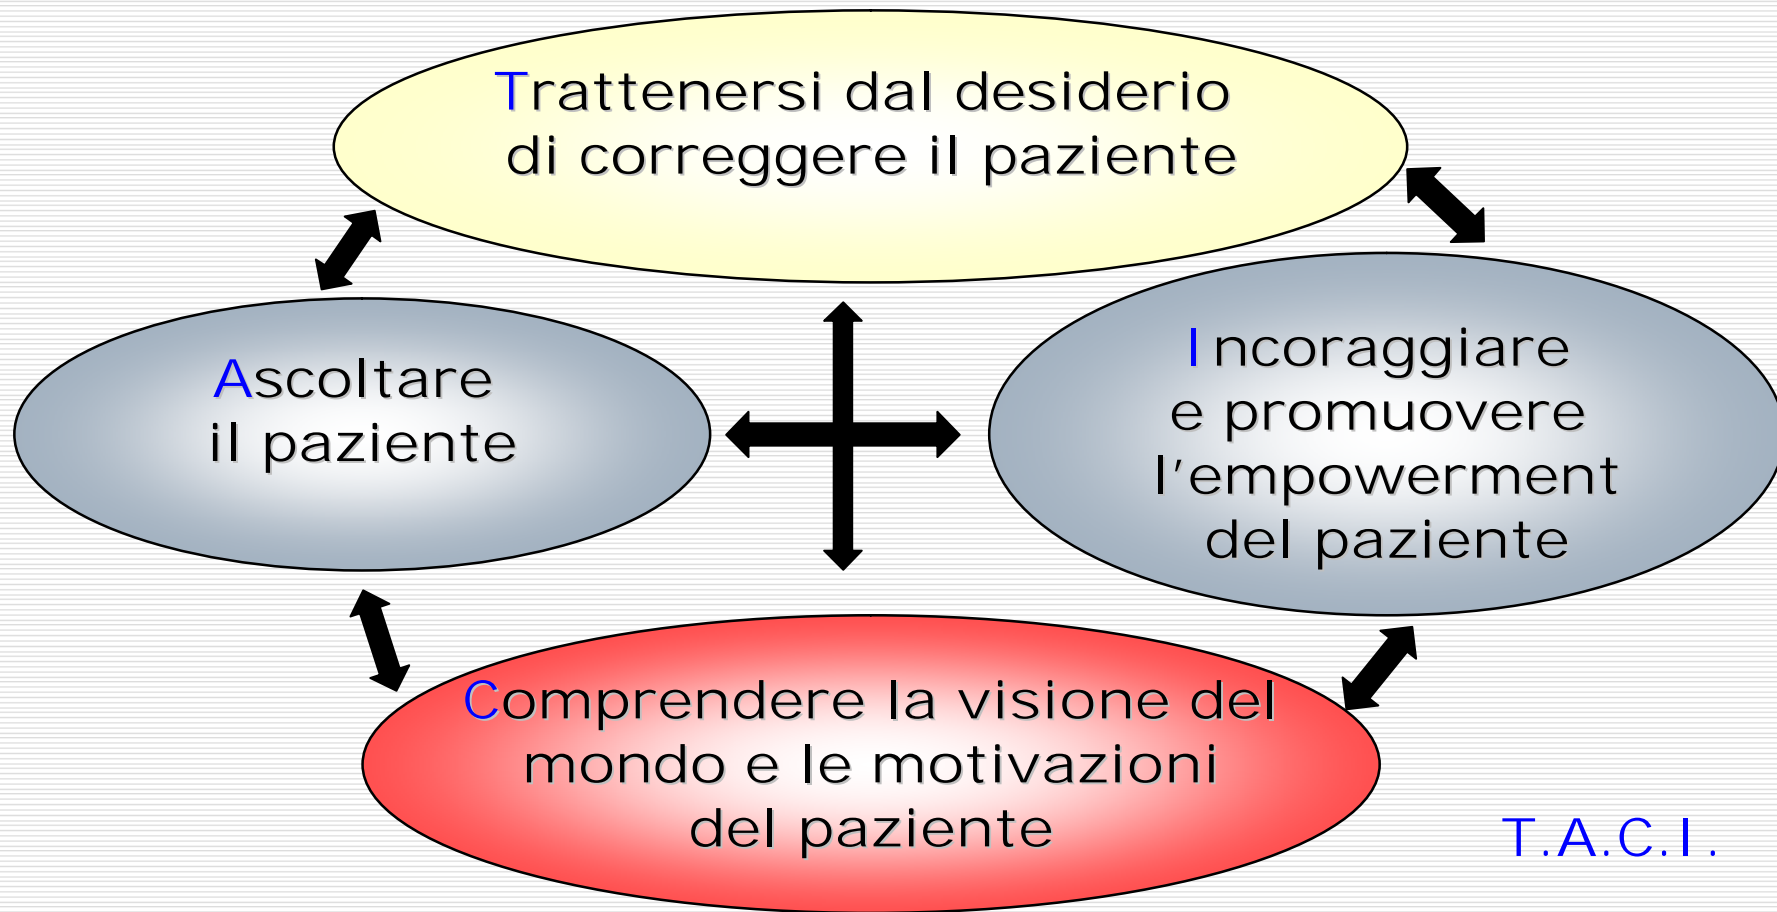 Trattenersi dal desiderio
di correggere il paziente
Ascoltare
il paziente
Incoraggiare
e promuovere
l’empowerment
del paziente
Comprendere la visione del
mondo e le motivazioni
del paziente
T.A.C.I.